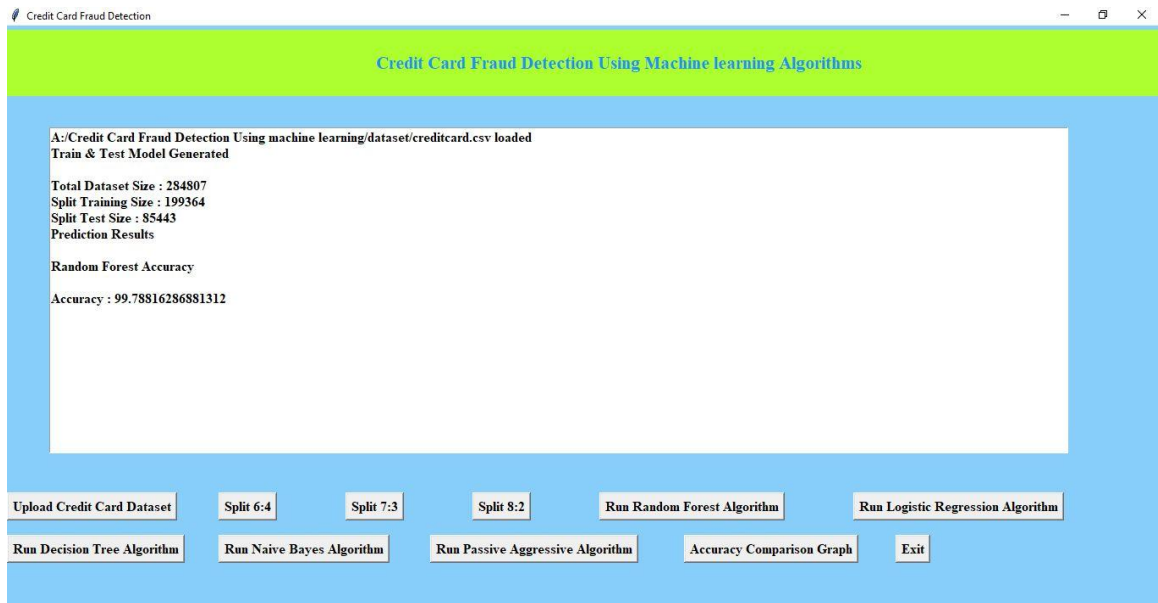 Credit Card Fraud Detection
Credit Card Fraud Detection Using Machine learning Algorithms
A:/Credit Card Fraud Detection Using machine learning/dataset/creditcard.csv loaded
Train & Test Model Generated
Total Dataset Size : 284807
Split Training Size : 199364
Split Test Size : 85443
Prediction Results
Random Forest Accuracy
Accuracy : 99.78816286881312
Upload Credit Card Dataset Split 6:4 Split 7:3 Split 8:2 Run Random Forest Algorithm Run Logistic Regression Algorithm
Run Decision Tree Algorithm Run Naive Bayes Algorithm Run Passive Aggressive Algorithm Accuracy Comparison Graph Exit